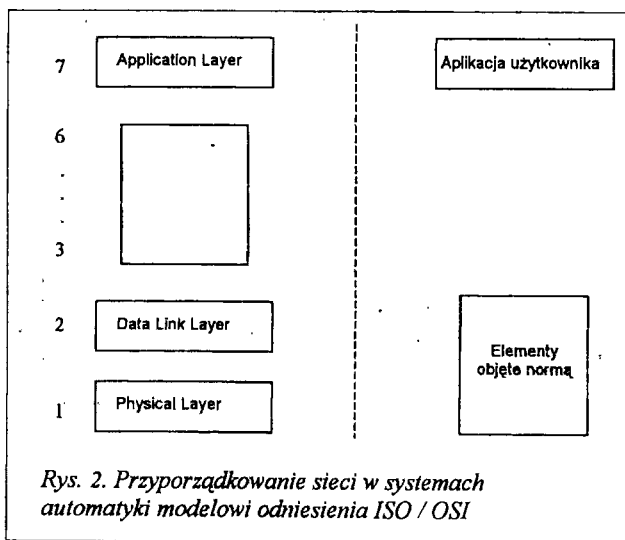 7 Application Layer Aplikacja użytkownika
6
.
.
.
3
2 Data Link Layer
Elementy
objęte normą
1 Physical Layer
Rys. 2. Przyporządkowanie sieci w systemach
automatyki modelowi odniesienia ISO / OSI